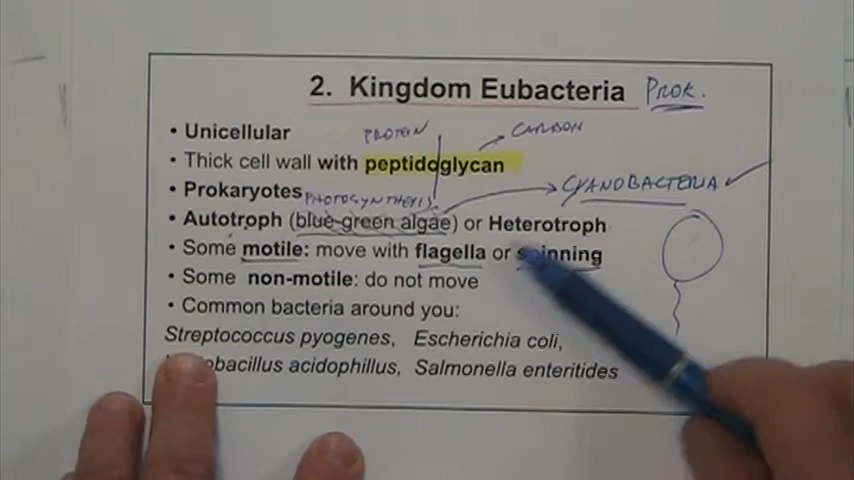 2. Kingdom Eubacteria PROK.
• Unicellular PROTEIN CARBON
• Thick cell wall with peptidoglycan
• Prokaryotes PHOTOSYNTHESIS CYANOBACTERIA
• Autotroph (blue-green algae) or Heterotroph
• Some motile: move with flagella or spinning
• Some non-motile: do not move
• Common bacteria around you:
Streptococcus pyogenes, Escherichia coli,
acidophillus, Salmonella enteritides